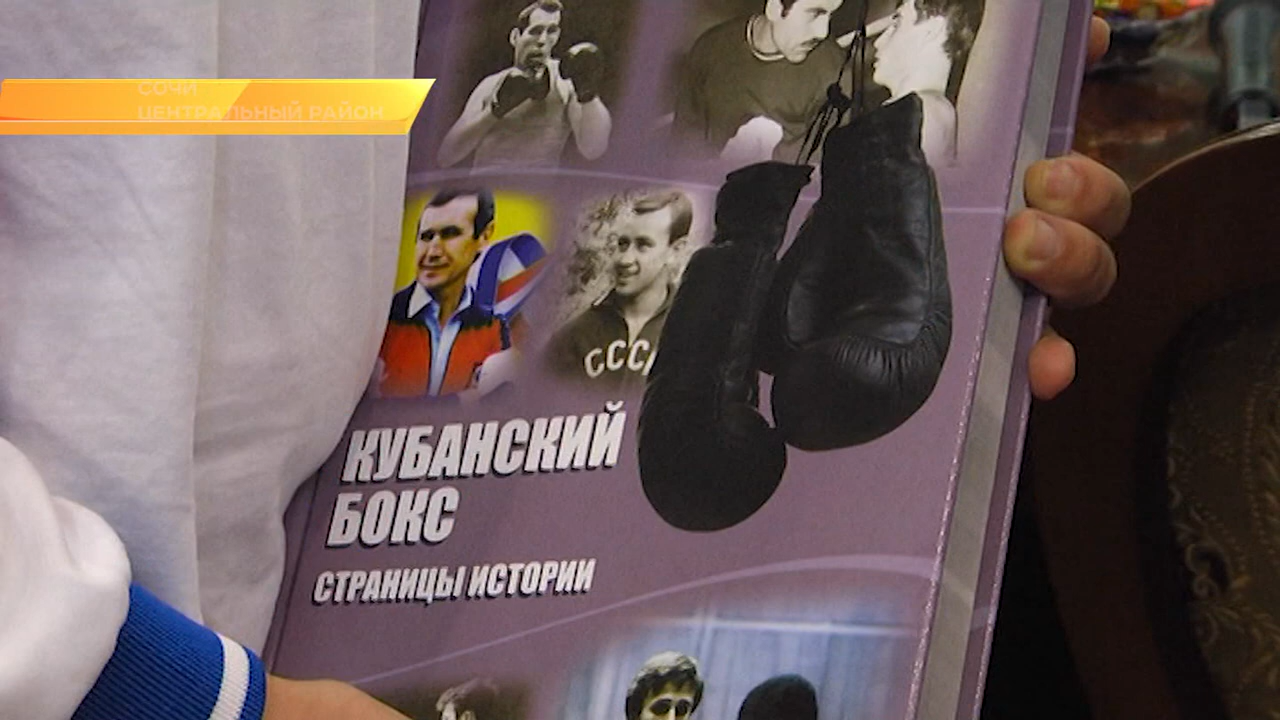 СОЧИ
ЦЕНТРАЛЬНЫЙ РАЙОН
СССР
КУБАНСКИЙ
БОКС
СТРАНИЦЫ ИСТОРИИ